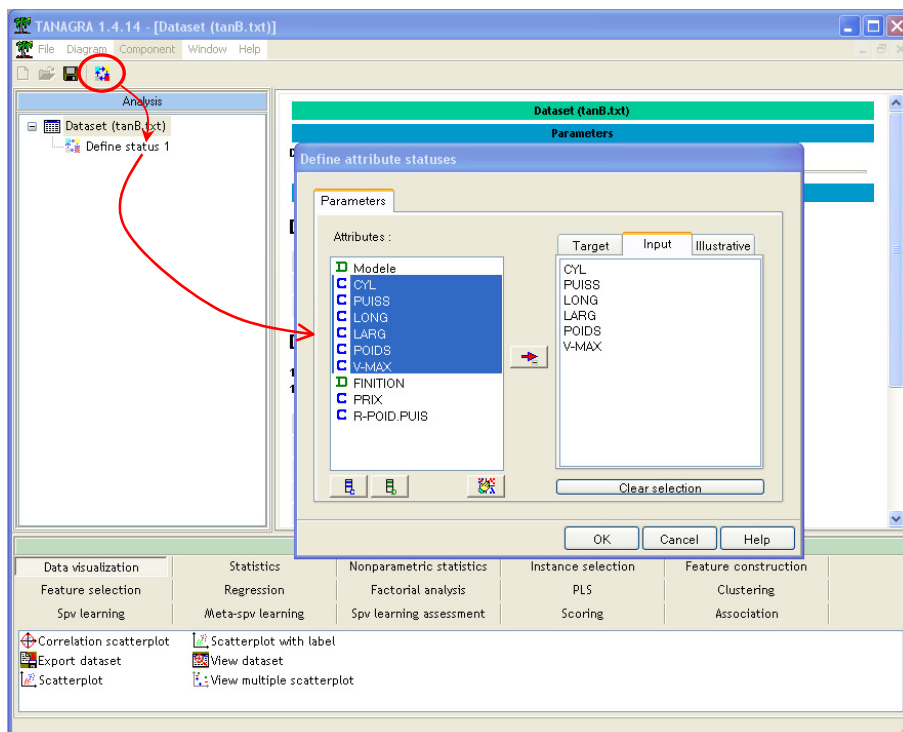 TANAGRA 1.4.14 - [Dataset (tanB.txt)]
File Diagram Component Window Help
Analysis
Dataset (tanB.txt)
Define status 1
Dataset (tanB.txt)
Parameters
Define attribute statuses
Parameters
Attributes :
Modele
CYL
PUISS
LONG
LARG
POIDS
V-MAX
FINITION
PRIX
R-POID.PUIS
Target Input Illustrative
CYL
PUISS
LONG
LARG
POIDS
V-MAX
Clear selection
OK Cancel Help
Data visualization Statistics Nonparametric statistics Instance selection Feature construction
Feature selection Regression Factorial analysis PLS Clustering
Spv learning Meta-spv learning Spv learning assessment Scoring Association
Correlation scatterplot Scatterplot with label
Export dataset View dataset
Scatterplot View multiple scatterplot